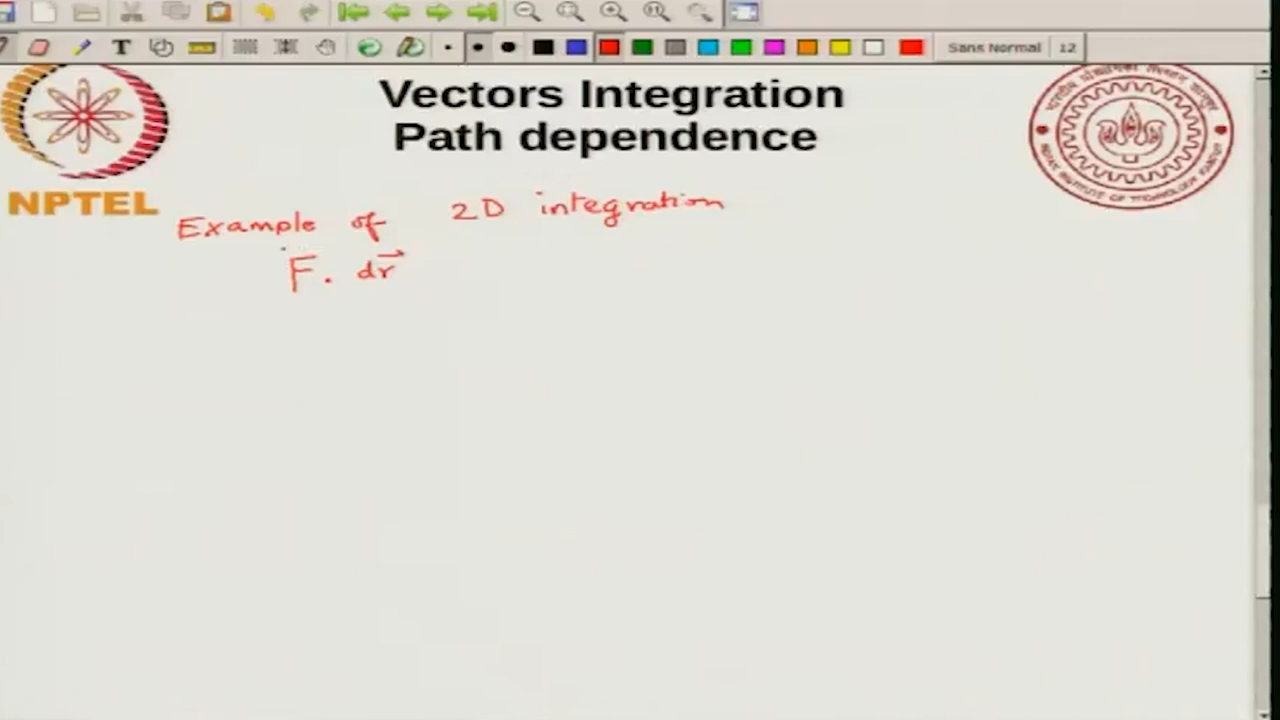 T
Sans Normal 12
Vectors Integration
Path dependence
NPTEL
Example of 2D integration
F. dr⃗